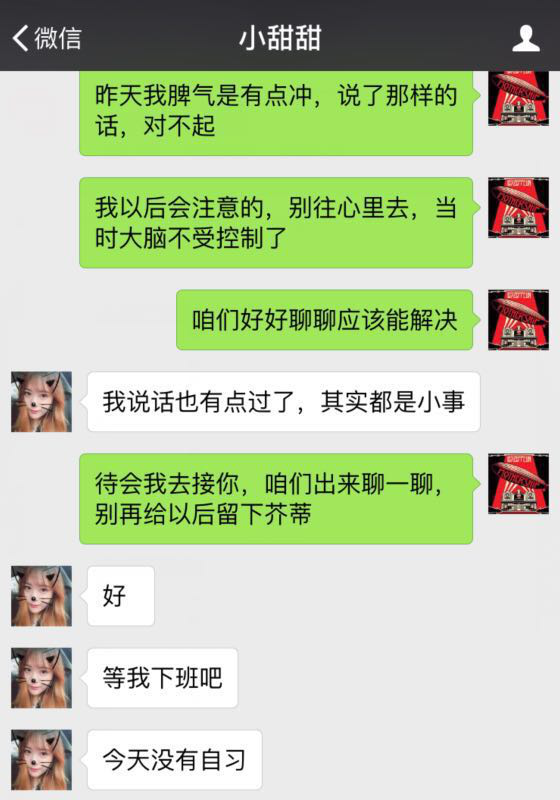 微信
小甜甜
昨天我脾气是有点冲，说了那样的
话，对不起
我以后会注意的，别往心里去，当
时大脑不受控制了
咱们好好聊聊应该能解决
我说话也有点过了，其实都是小事
待会我去接你，咱们出来聊一聊，
别再给以后留下芥蒂
好
等我下班吧
今天没有自习